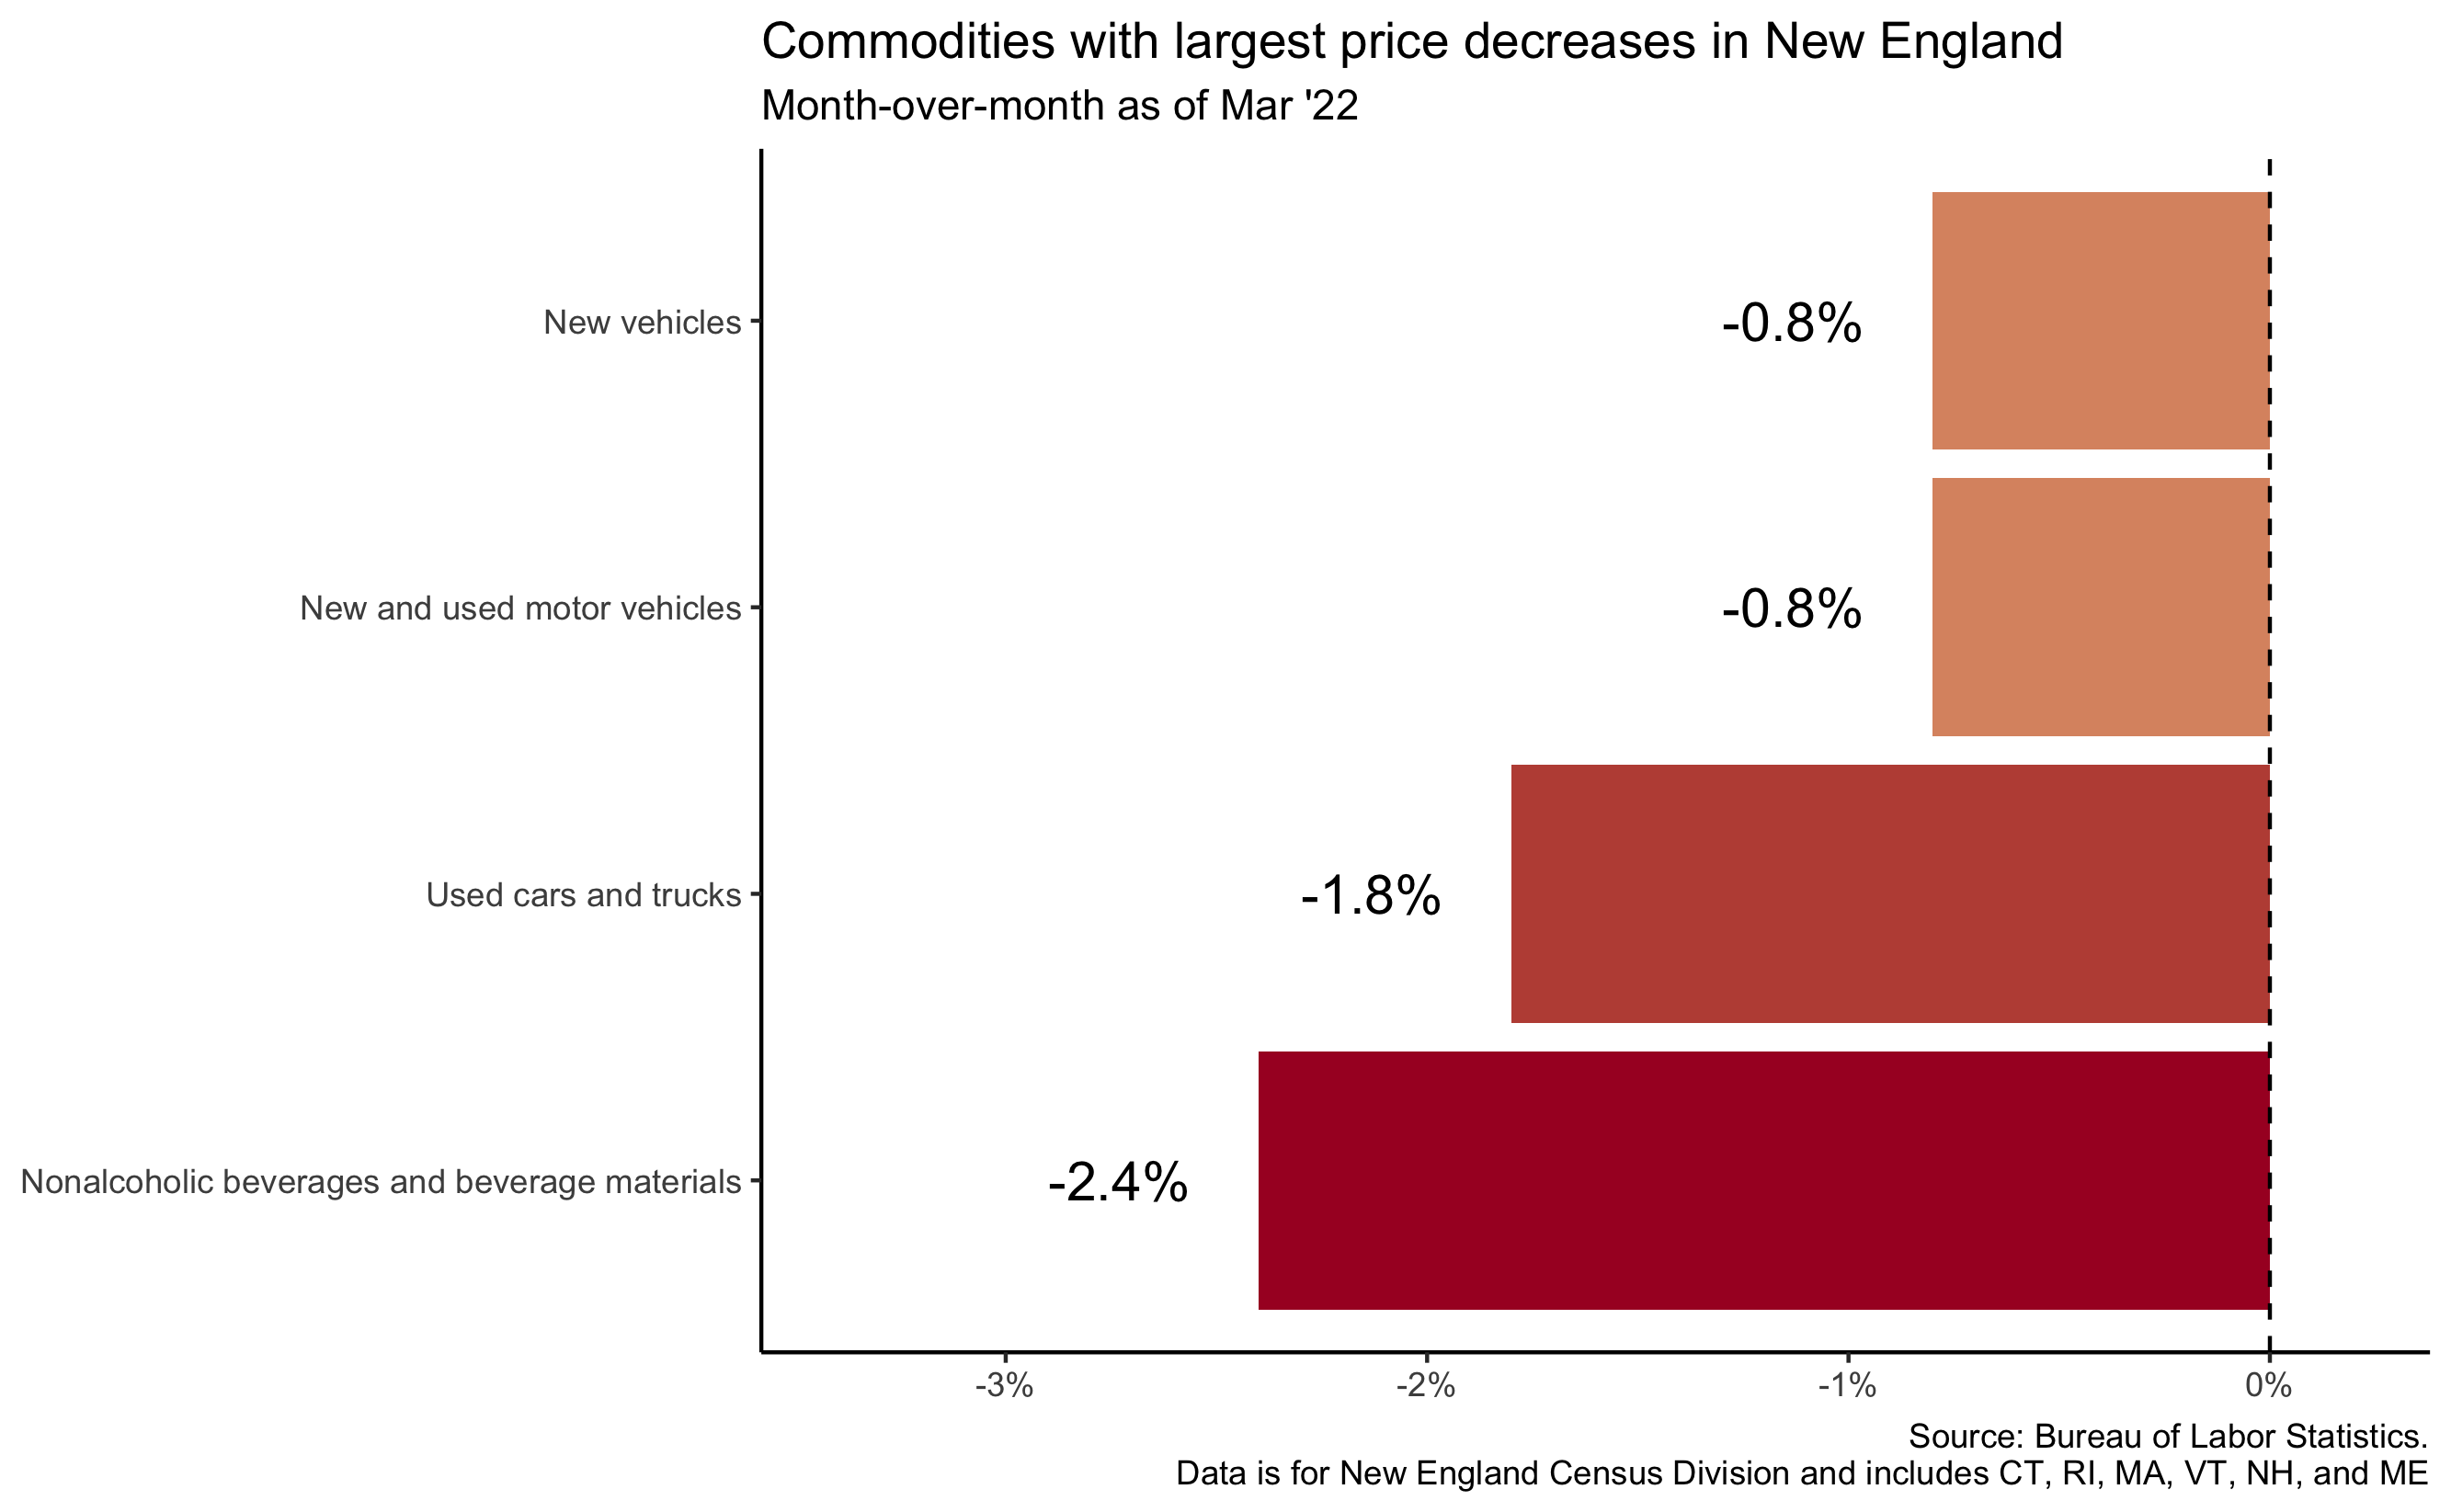 Commodities with largest price decreases in New England
Month-over-month as of Mar '22
New vehicles
-0.8%
New and used motor vehicles
-0.8%
Used cars and trucks
-1.8%
Nonalcoholic beverages and beverage materials
-2.4%
-3%
-2%
-1%
0%
Source: Bureau of Labor Statistics.
Data is for New England Census Division and includes CT, RI, MA, VT, NH, and ME